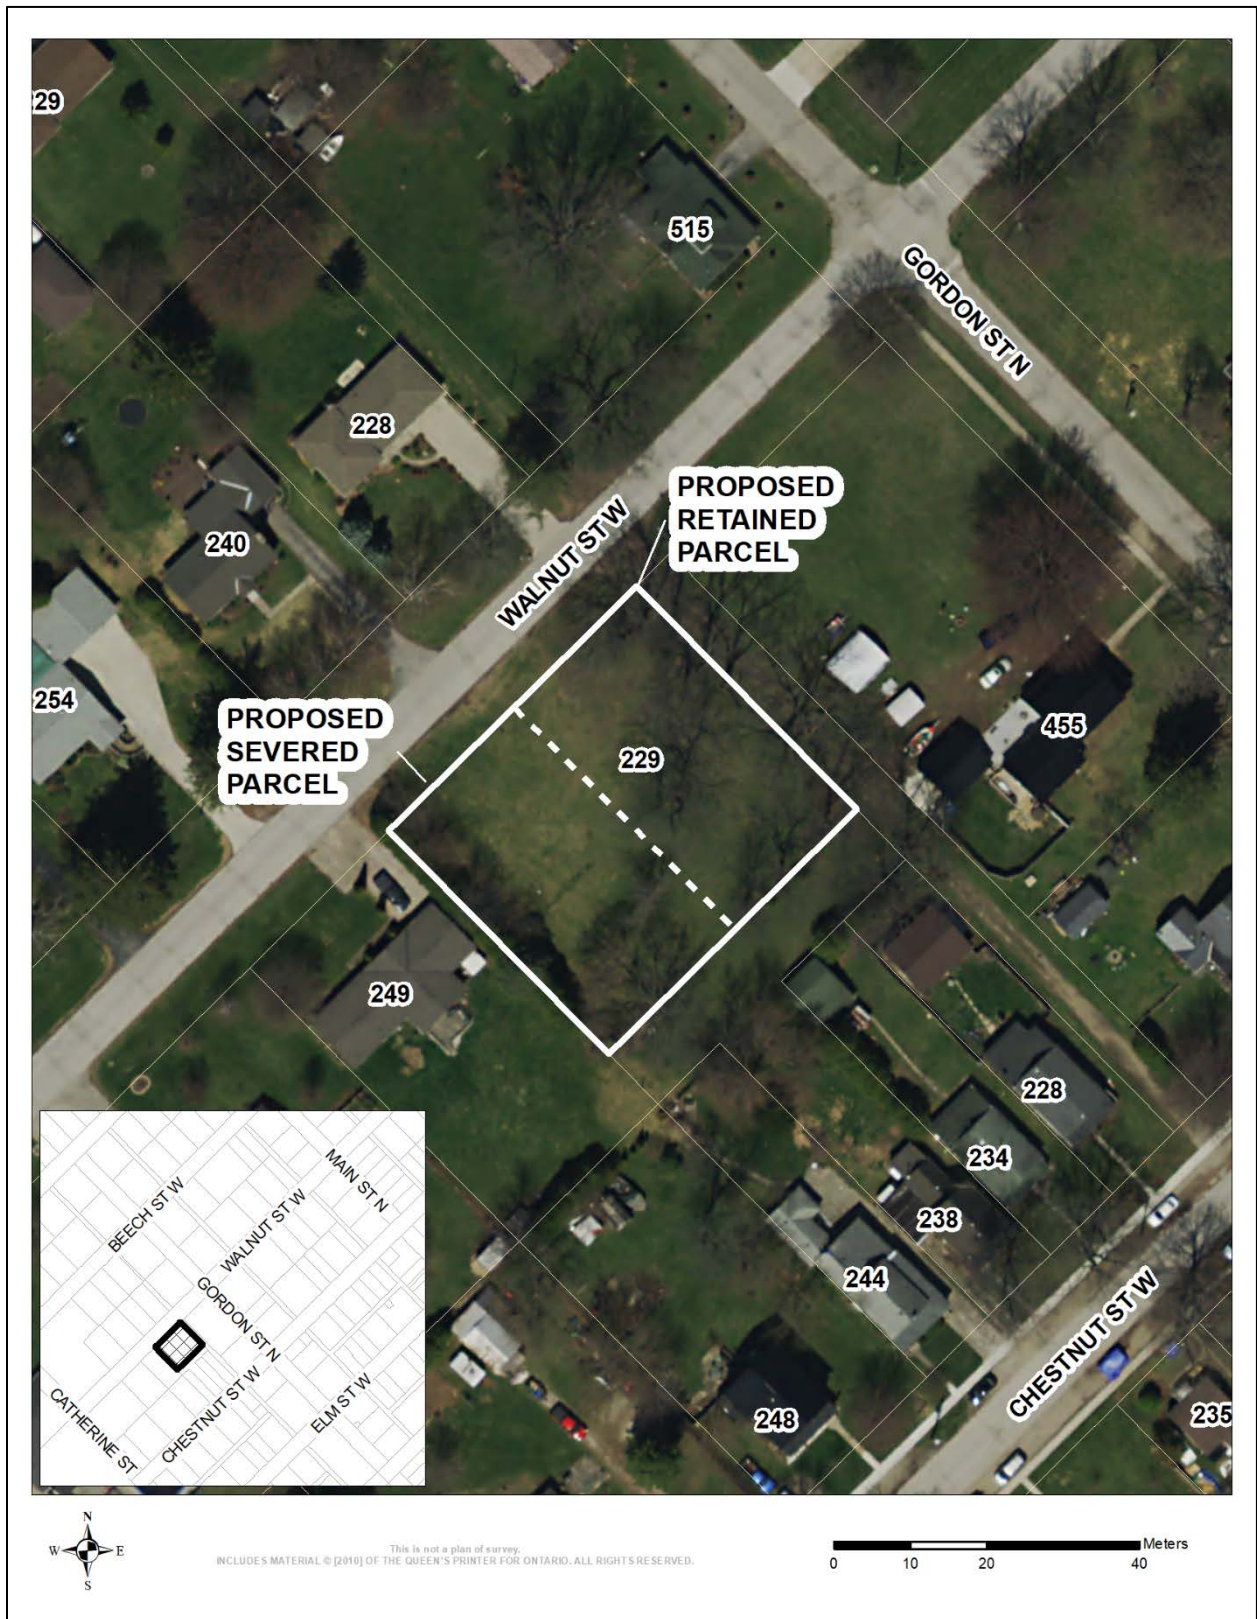 :29
515
GORDON ST N
228
PROPOSED
RETAINED
PARCEL
WALNUT ST W
240
254
PROPOSED
SEVERED
PARCEL
229
455
249
228
234
238
244
CHESTNUT ST W
248
235
MAIN ST N
BEECH ST W
WALNUT ST W
GORDON ST N
CATHERINE ST
CHESTNUT ST W
ELM ST W
N
W
E
S
This is not a plan of survey.
INCLUDES MATERIAL © [2010] OF THE QUEEN'S PRINTER FOR ONTARIO. ALL RIGHTS RESERVED.
Meters
0 10 20 40